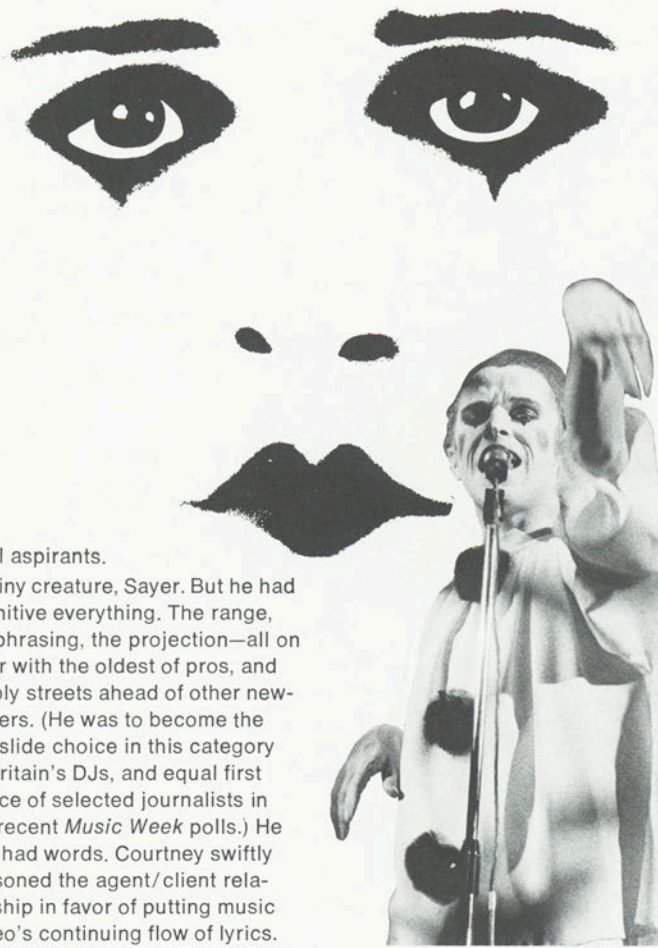 l aspirants.
iny creature, Sayer. But he had
nitive everything. The range,
phrasing, the projection—all on
r with the oldest of pros, and
ply streets ahead of other new-
ers. (He was to become the
slide choice in this category
ritain's DJs, and equal first
ce of selected journalists in
recent Music Week polls.) He
had words. Courtney swiftly
soned the agent/client rela-
ship in favor of putting music
eo's continuing flow of lyrics.